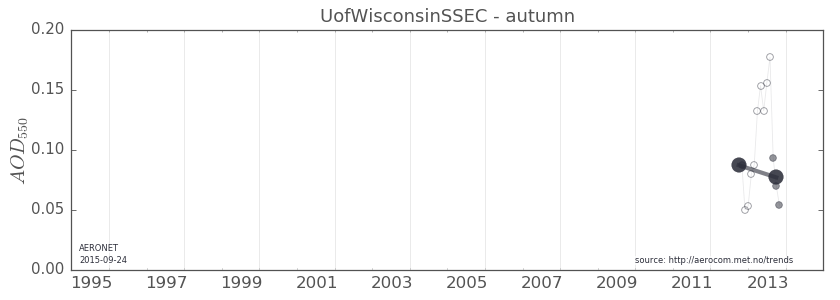 UofWisconsinSSEC - autumn
0.20
0.15
0.10
0.05
0.00
AOD550
AERONET
2015-09-24
source: http://aerocom.met.no/trends
1995 1997 1999 2001 2003 2005 2007 2009 2011 2013